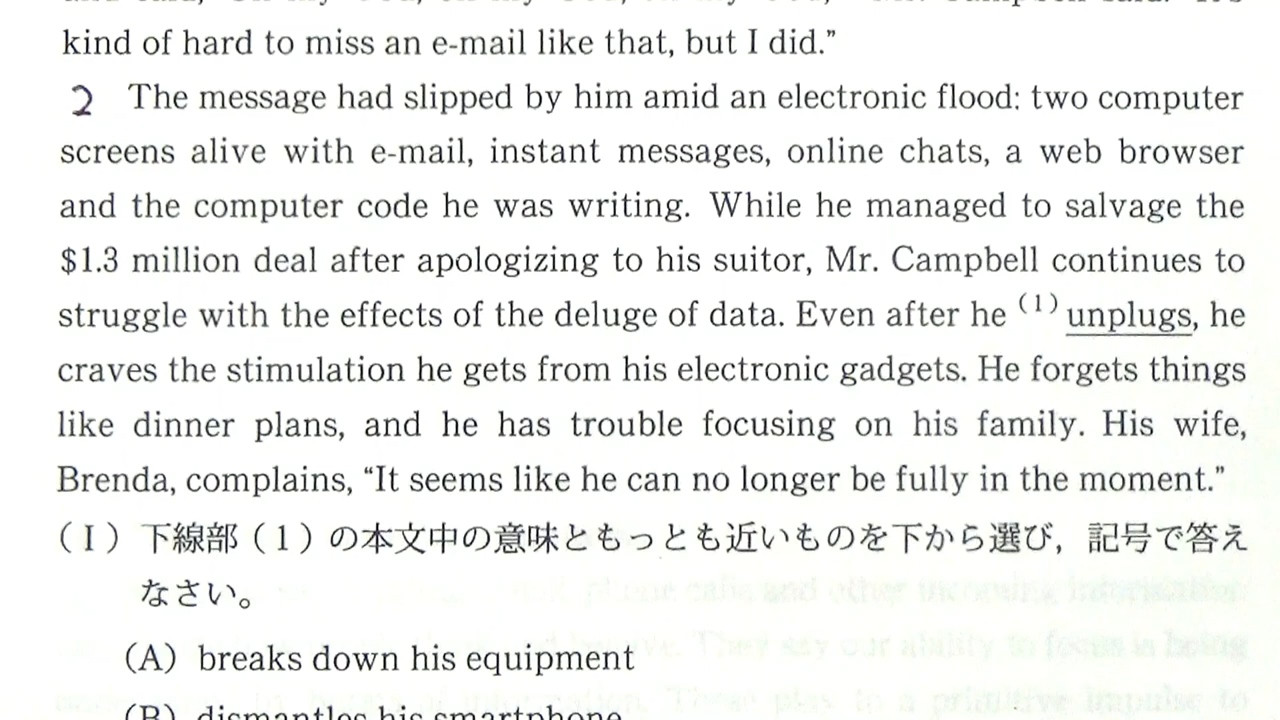 kind of hard to miss an e-mail like that, but I did.”
2 The message had slipped by him amid an electronic flood: two computer
screens alive with e-mail, instant messages, online chats, a web browser
and the computer code he was writing. While he managed to salvage the
$1.3 million deal after apologizing to his suitor, Mr. Campbell continues to
struggle with the effects of the deluge of data. Even after he (1) unplugs, he
craves the stimulation he gets from his electronic gadgets. He forgets things
like dinner plans, and he has trouble focusing on his family. His wife,
Brenda, complains, “It seems like he can no longer be fully in the moment.”
(I) 下線部(1)の本文中の意味ともっとも近いものを下から選び，記号で答え
なさい。
(A) breaks down his equipment
(B) dismantles his smartphone